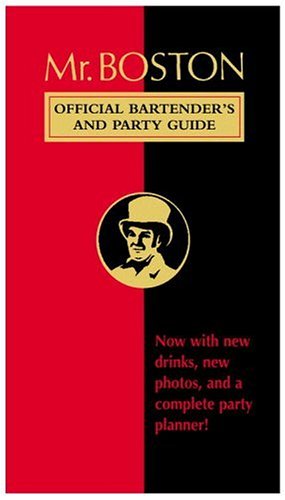 Mr. BOSTON
OFFICIAL BARTENDER'S
AND PARTY GUIDE
Now with new
drinks, new
photos, and a
complete party
planner!